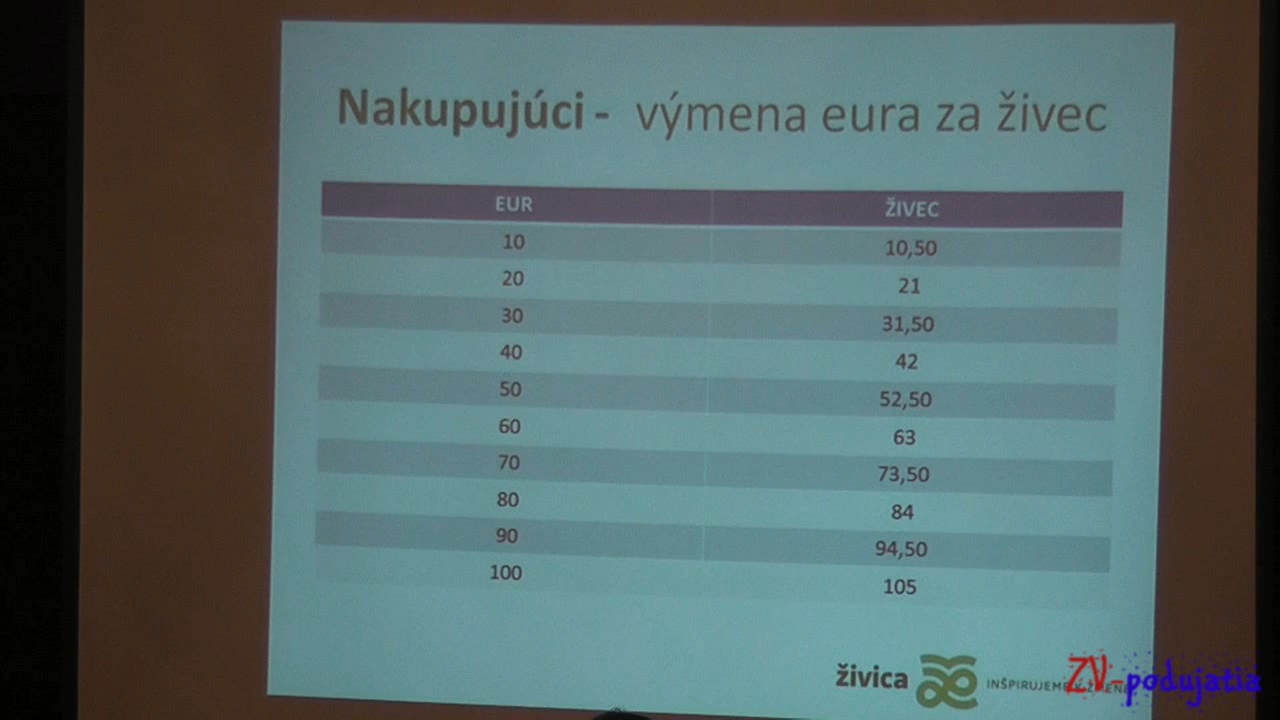 Nakupujúci - výmena eura za živec
EUR ŽIVEC
10 10,50
20 21
30 31,50
40 42
50 52,50
60 63
70 73,50
80 84
90 94,50
100 105
živica
INŠPIRUJEME
ZV-podujatia